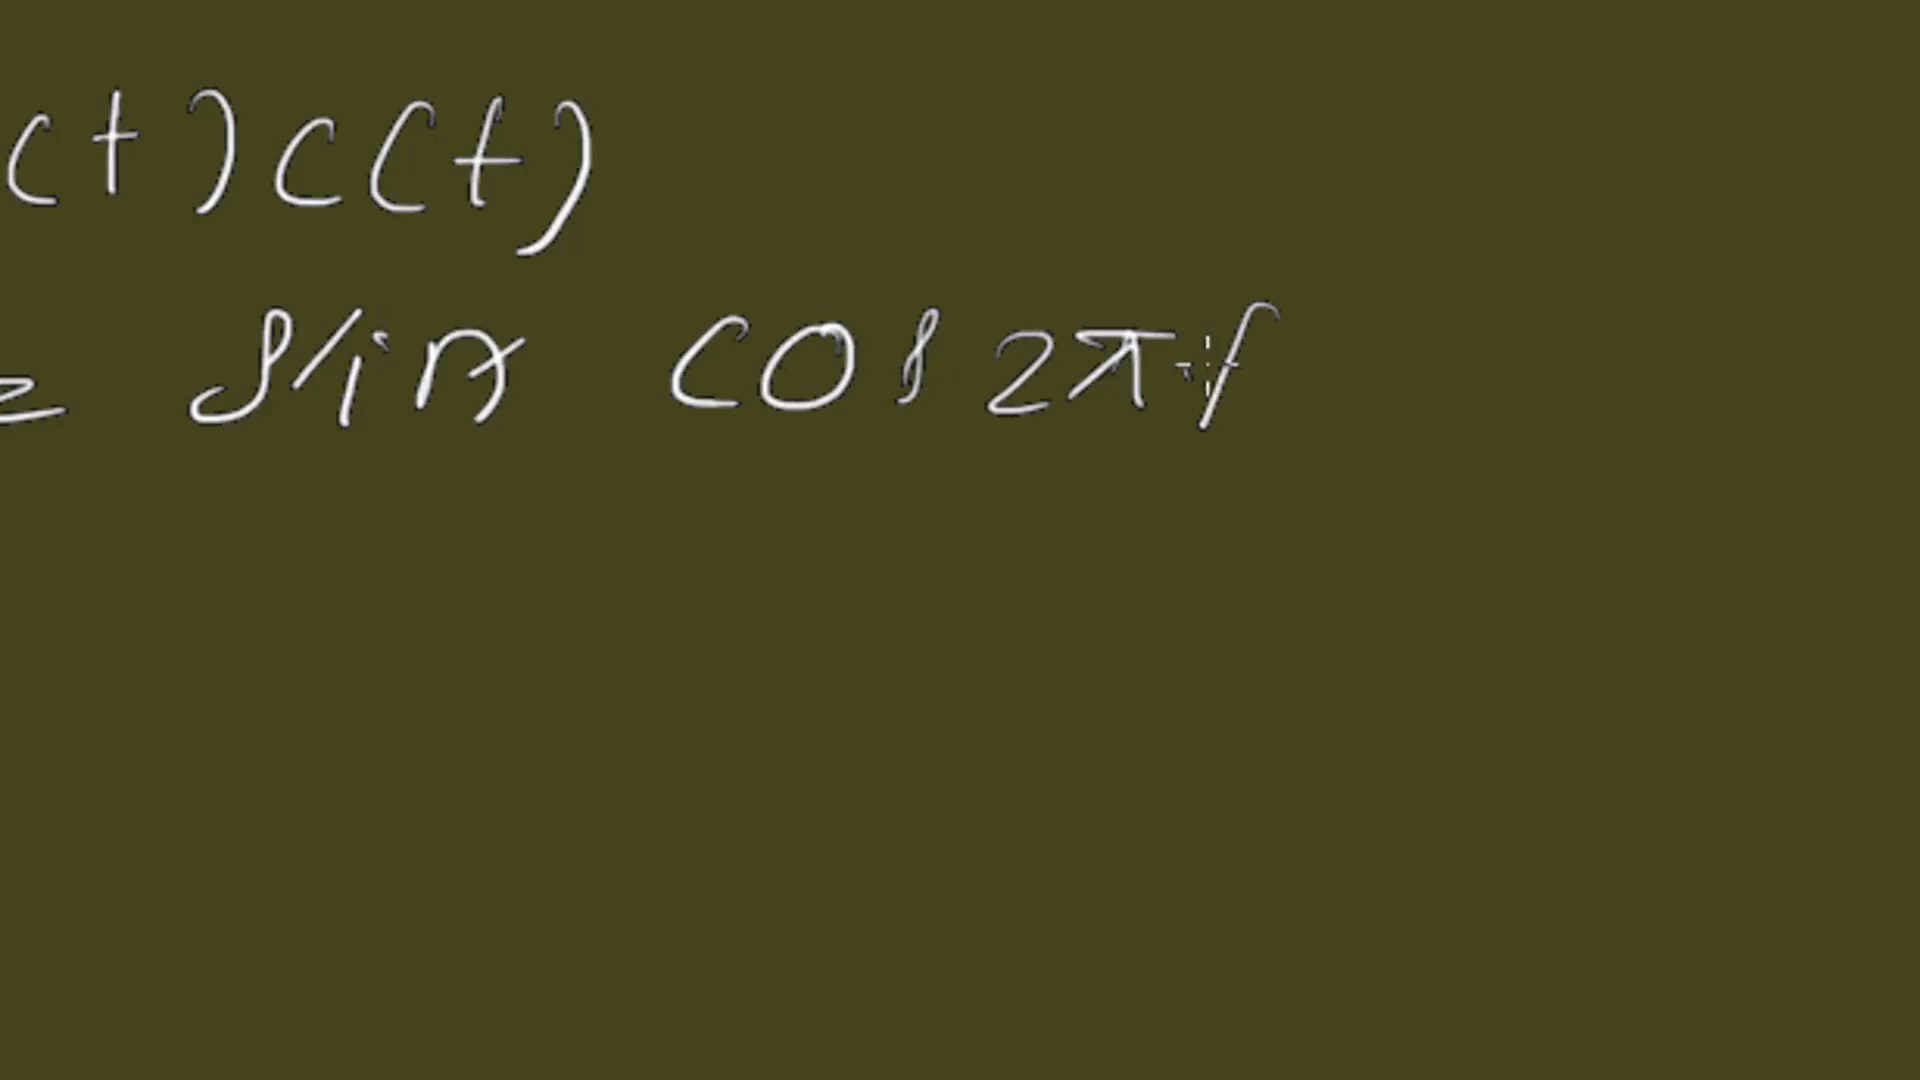 (t) c(t)
= sin cos 2πf